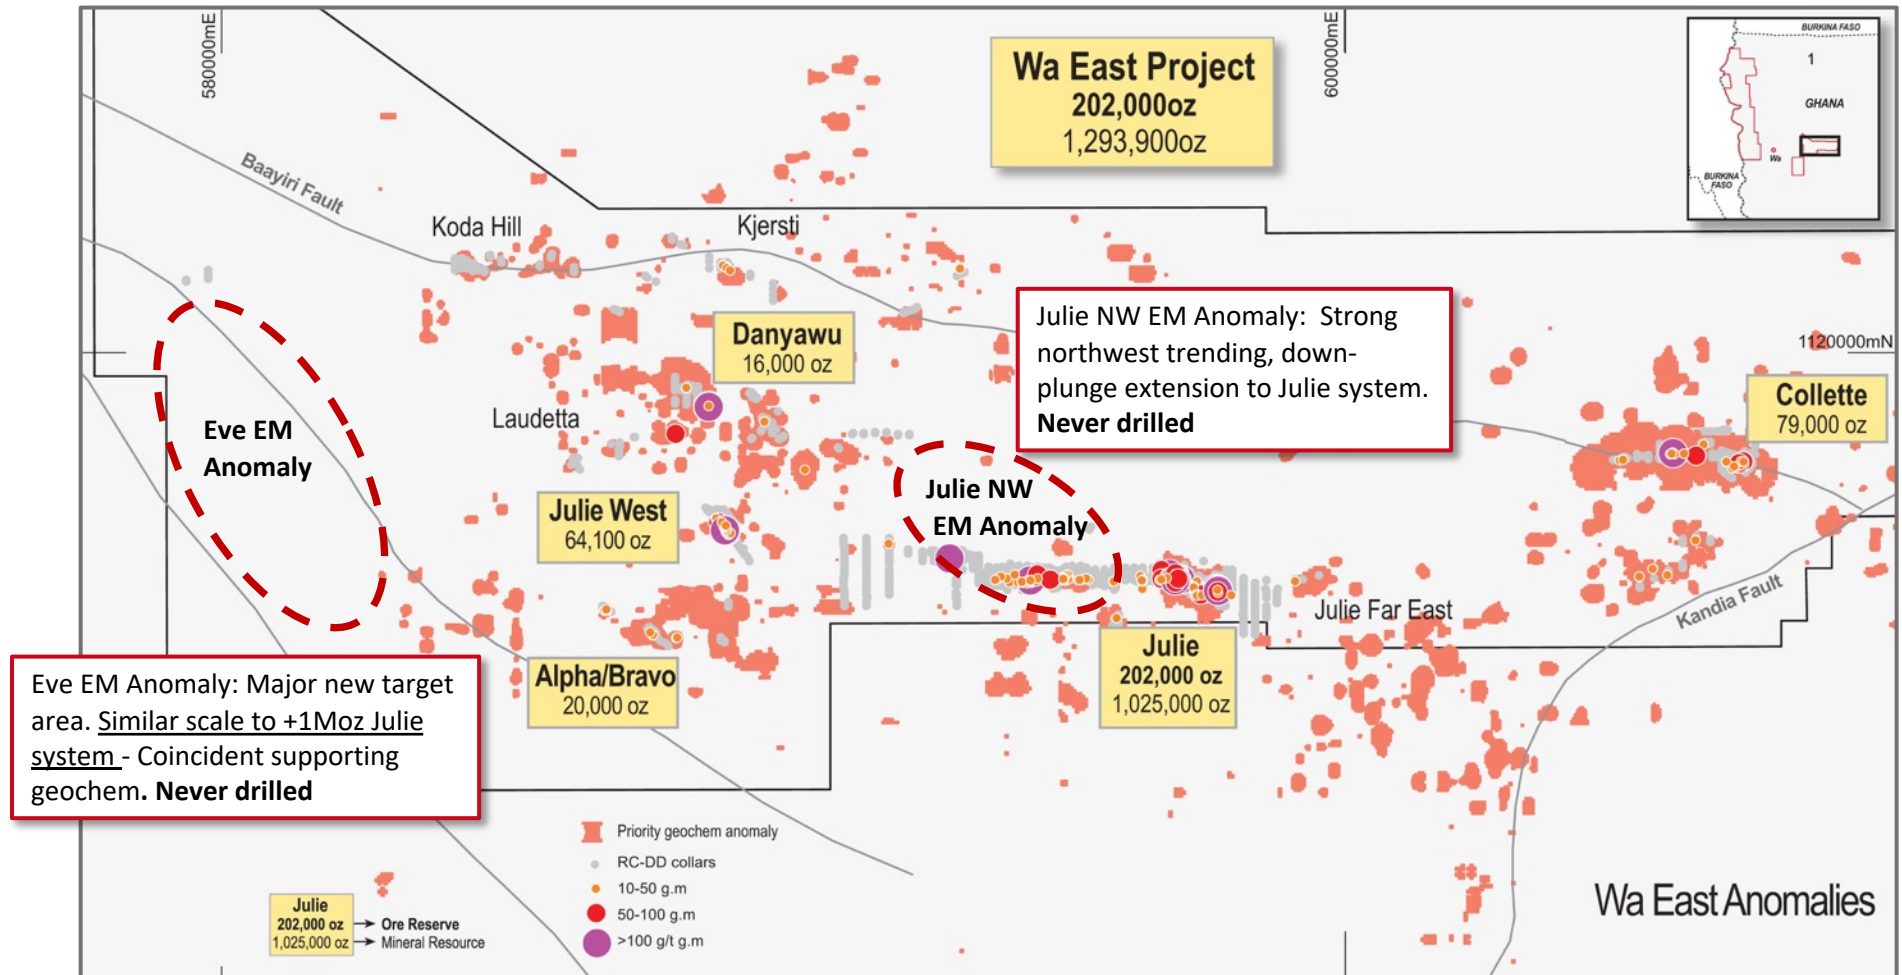 580000mE
600000mE
Wa East Project
202,000oz
1,293,900oz
BURKINA FASO
1
GHANA
Wa
BURKINA
FASO
Baayiri Fault
Koda Hill
Kjersti
Danyawu
16,000 oz
Julie NW EM Anomaly: Strong
northwest trending, down-
plunge extension to Julie system.
Never drilled
1120000mN
Collette
79,000 oz
Laudetta
Eve EM
Anomaly
Julie West
64,100 oz
Julie NW
EM Anomaly
Julie Far East
Kandia Fault
Julie
202,000 oz
1,025,000 oz
Alpha/Bravo
20,000 oz
Eve EM Anomaly: Major new target
area. Similar scale to +1Moz Julie
system - Coincident supporting
geochem. Never drilled
Priority geochem anomaly
RC-DD collars
10-50 g.m
50-100 g.m
>100 g/t g.m
Julie
202,000 oz
Ore Reserve
1,025,000 oz
Mineral Resource
Wa East Anomalies